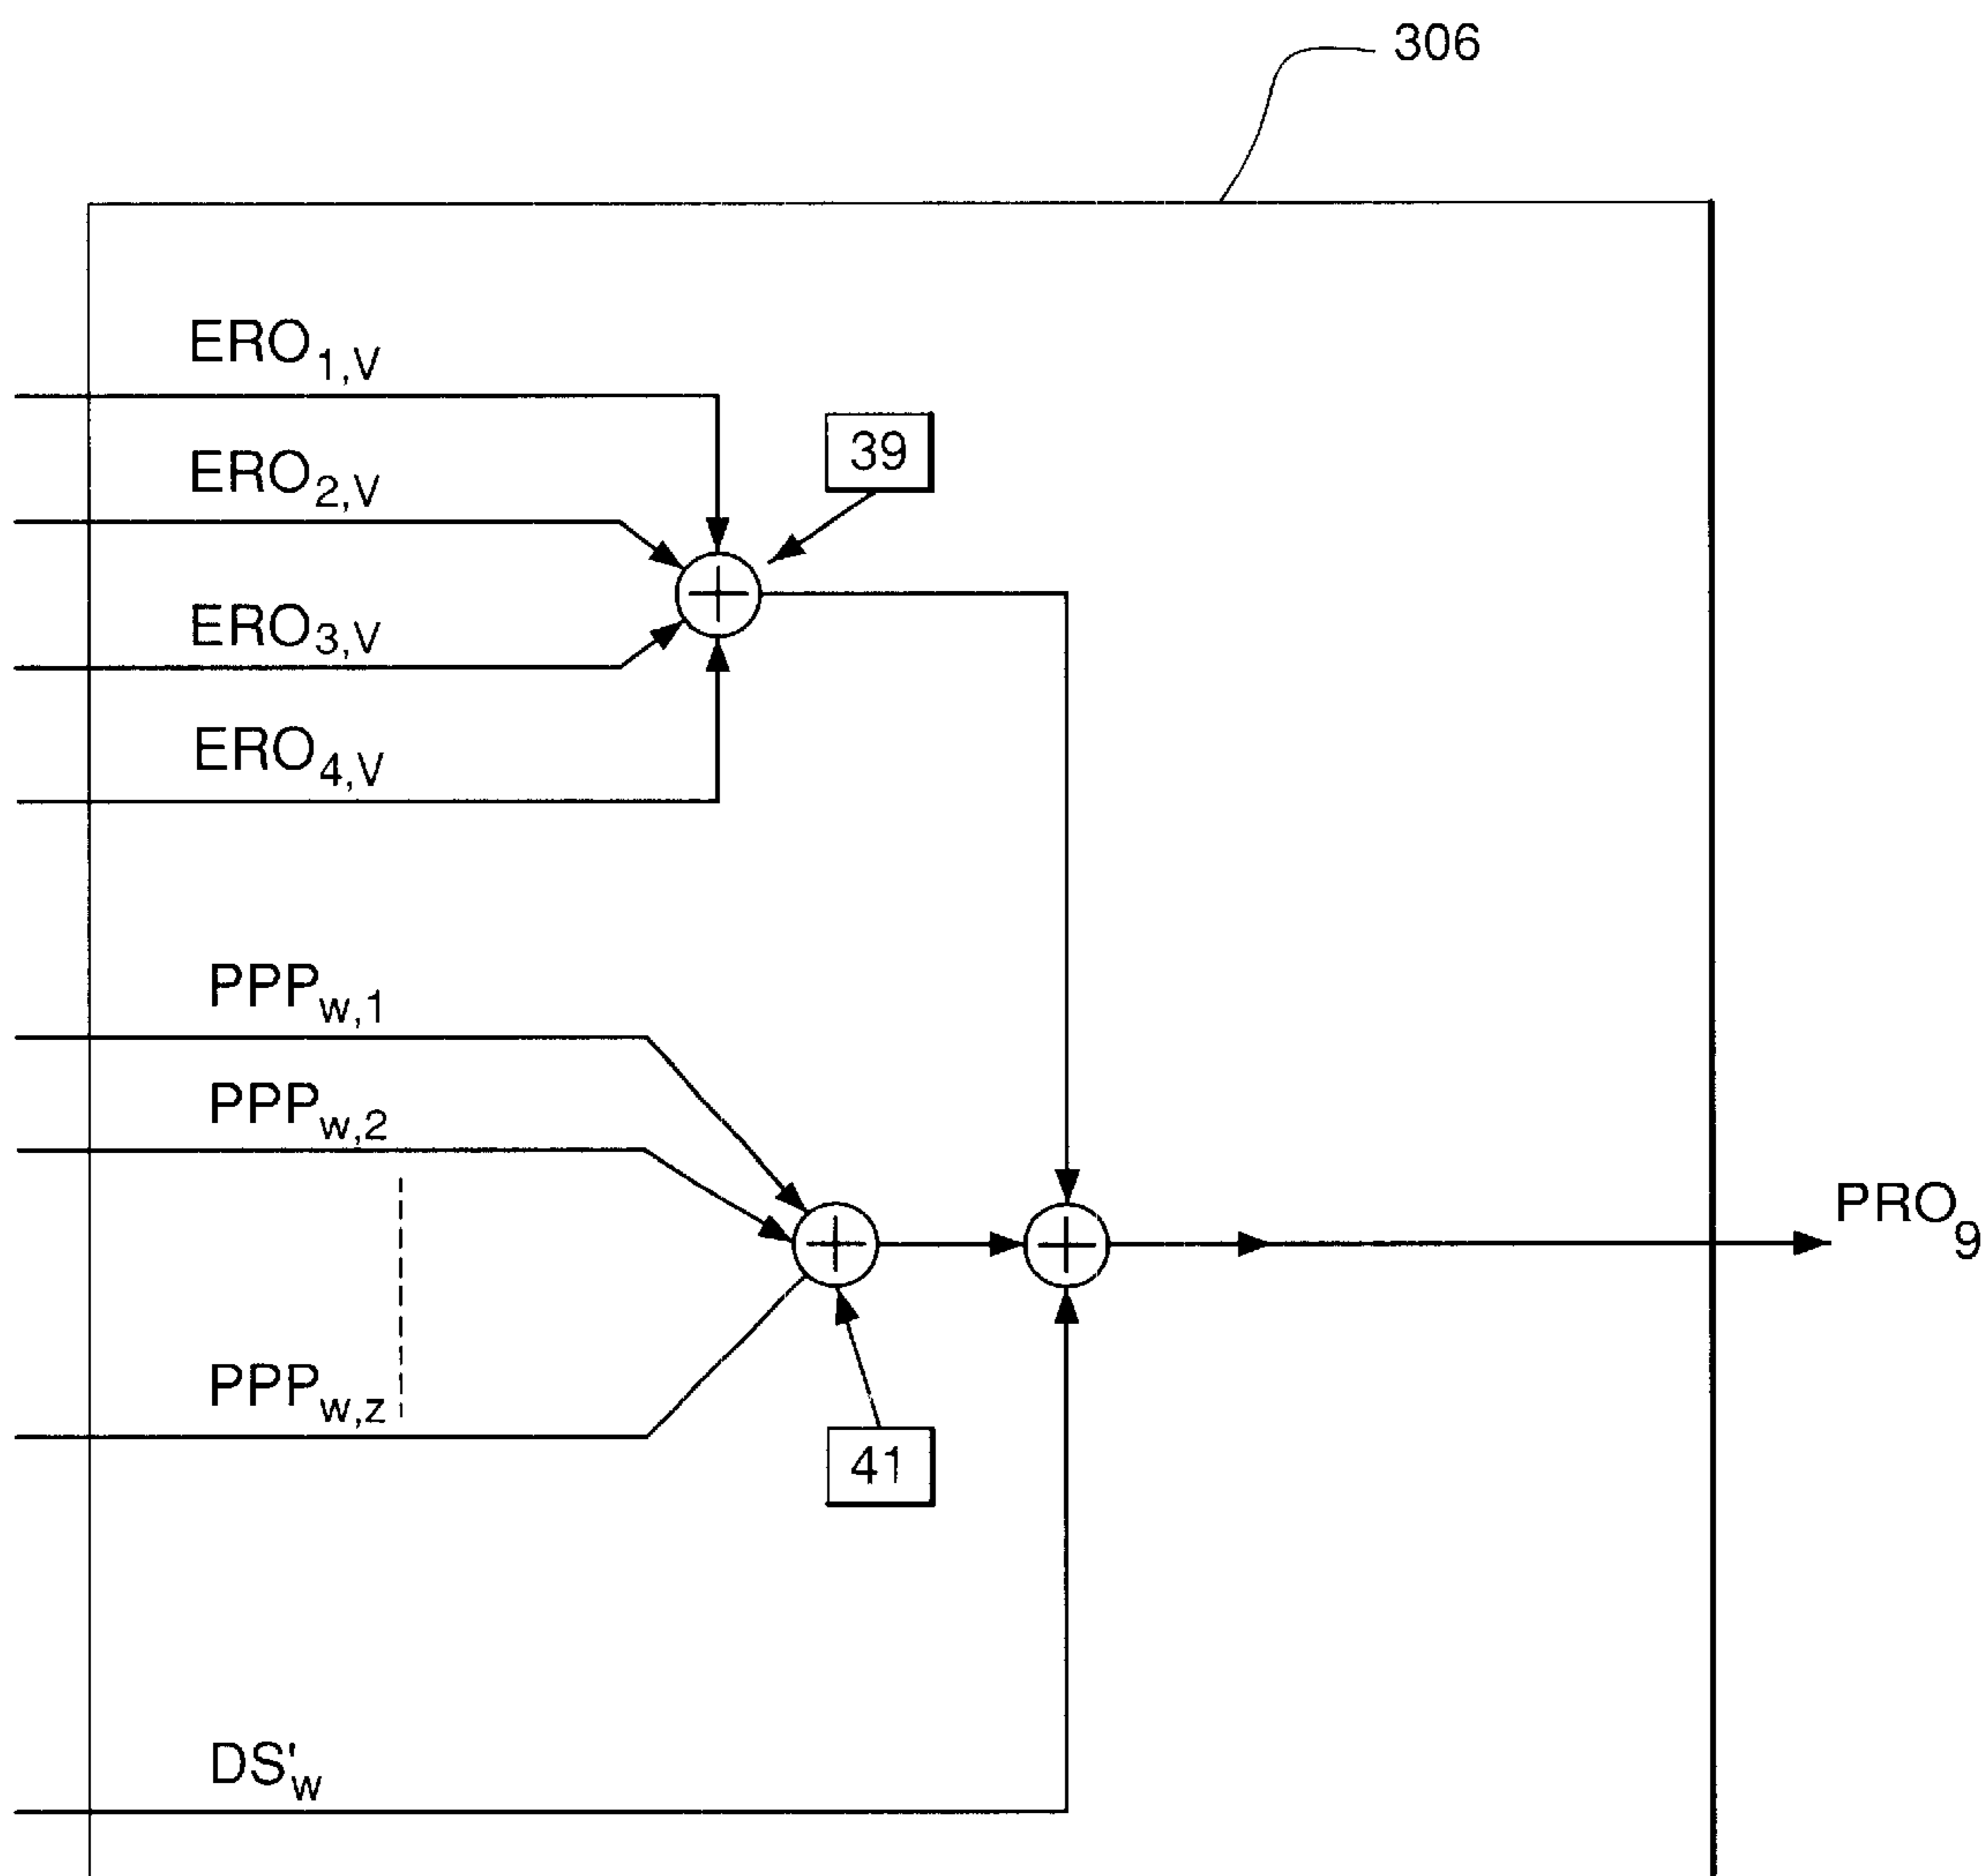 306
ERO1,V
39
ERO2,V
ERO3,V
ERO4,V
PPPw,1
PPPw,2
PRO9
PPPw,z
41
DS'w